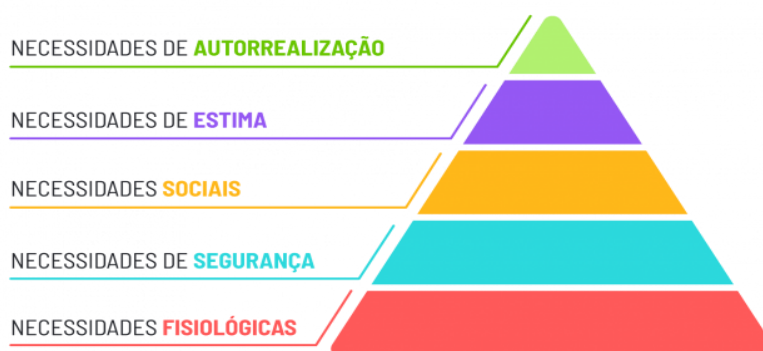 NECESSIDADES DE AUTORREALIZAÇÃO
NECESSIDADES DE ESTIMA
NECESSIDADES SOCIAIS
NECESSIDADES DE SEGURANÇA
NECESSIDADES FISIOLÓGICAS